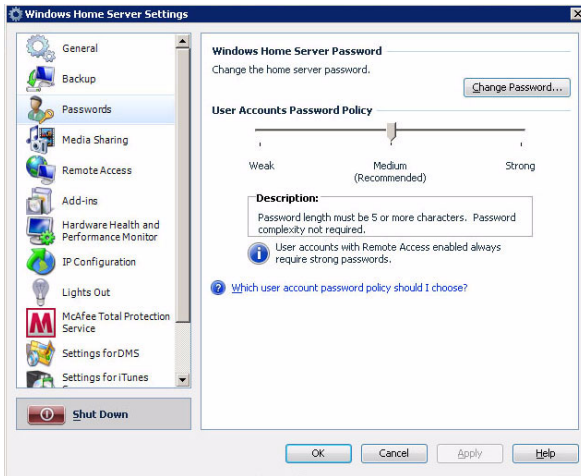 Windows Home Server Settings
General
Backup
Passwords
Media Sharing
Remote Access
Add-ins
Hardware Health and
Performance Monitor
IP Configuration
Lights Out
McAfee Total Protection
Service
Settings for DMS
Settings for iTunes
Shut Down
Windows Home Server Password
Change the home server password.
Change Password...
User Accounts Password Policy
Weak
Medium
(Recommended)
Strong
Description:
Password length must be 5 or more characters. Password
complexity not required.
User accounts with Remote Access enabled always
require strong passwords.
Which user account password policy should I choose?
OK
Cancel
Apply
Help